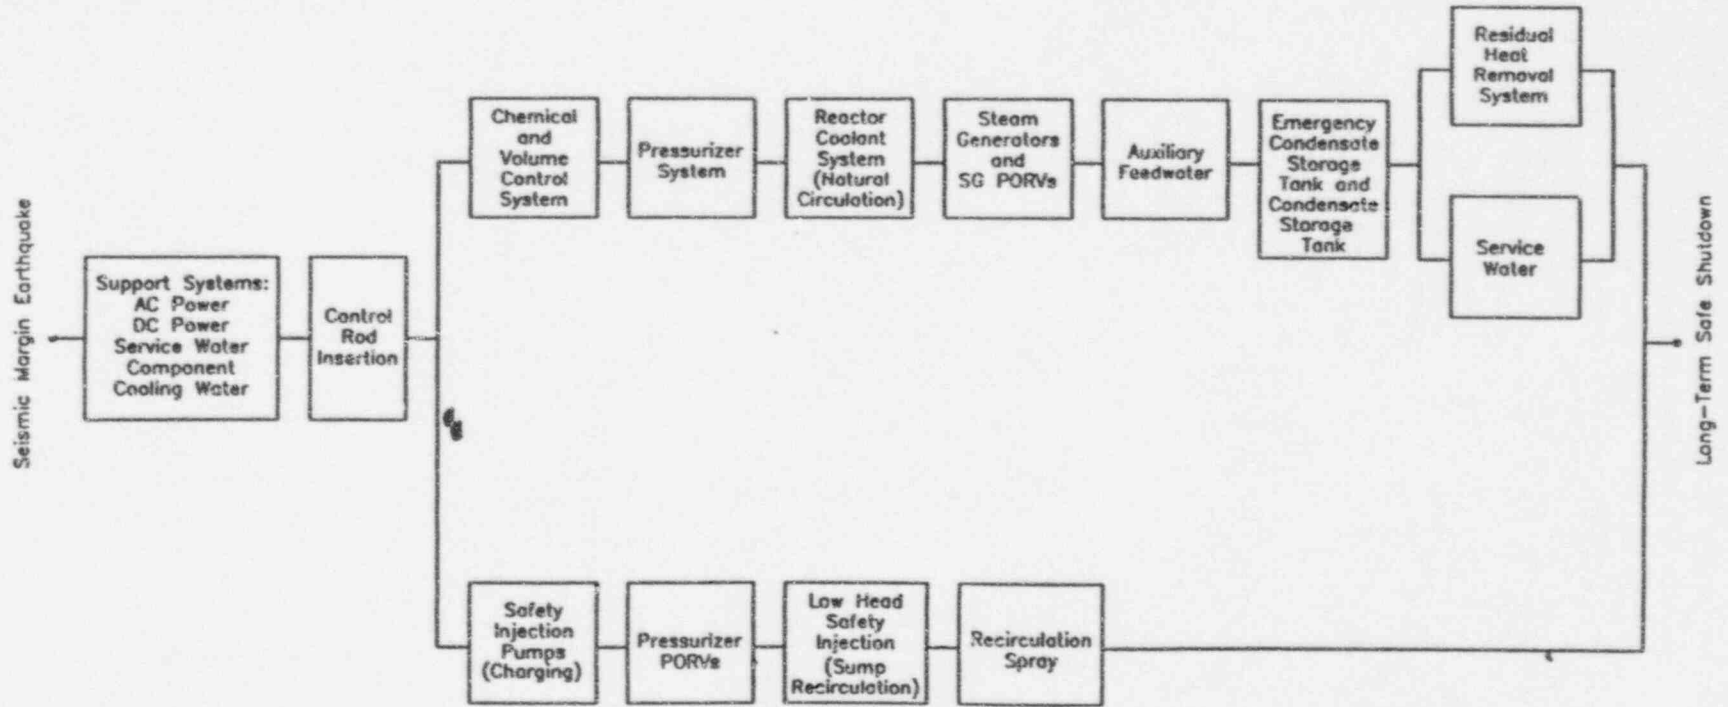 Seismic Margin Earthquake
Support Systems:
AC Power
DC Power
Service Water
Component
Cooling Water
Control
Rod
Insertion
Chemical
and
Volume
Control
System
Pressurizer
System
Reactor
Coolant
System
(Natural
Circulation)
Steam
Generators
and
SG PORVs
Auxiliary
Feedwater
Emergency
Condensate
Storage
Tank and
Condensate
Storage
Tank
Residual
Heat
Removal
System
Service
Water
Safety
Injection
Pumps
(Charging)
Pressurizer
PORVs
Low Head
Safety
Injection
(Sump
Recirculation)
Recirculation
Spray
Long-Term Safe Shutdown